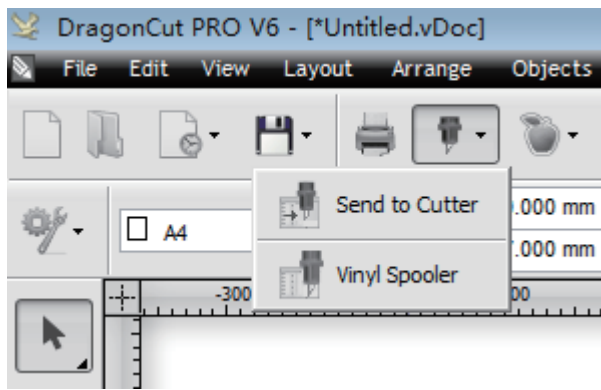 DragonCut PRO V6 - [*Untitled.vDoc]
File Edit View Layout Arrange Objects
Send to Cutter
.000 mm
A4
.000 mm
Vinyl Spooler
-300
00